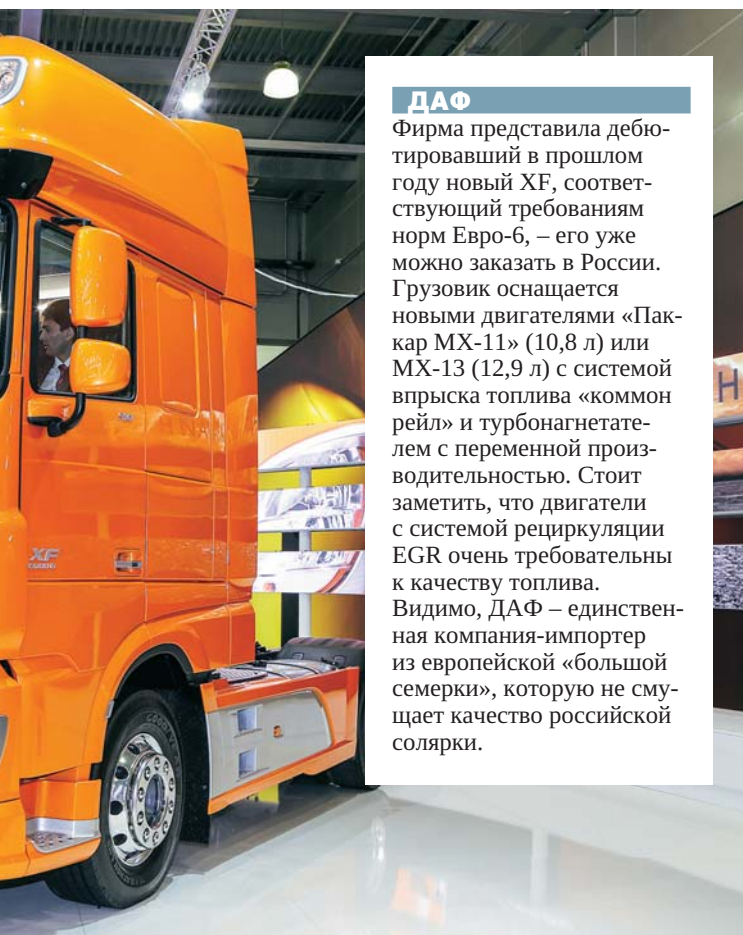 ДАФ
Фирма представила дебю-
тировавший в прошлом
году новый XF, соответ-
ствующий требованиям
норм Евро-6, – его уже
можно заказать в России.
Грузовик оснащается
новыми двигателями «Пак-
кар МХ-11» (10,8 л) или
МХ-13 (12,9 л) с системой
впрыска топлива «коммон
рейл» и турбонагнетате-
лем с переменной произ-
водительностью. Стоит
заметить, что двигатели
с системой рециркуляции
EGR очень требовательны
к качеству топлива.
Видимо, ДАФ – единствен-
ная компания-импортер
из европейской «большой
семерки», которую не сму-
щает качество российской
солярки.
XF
H